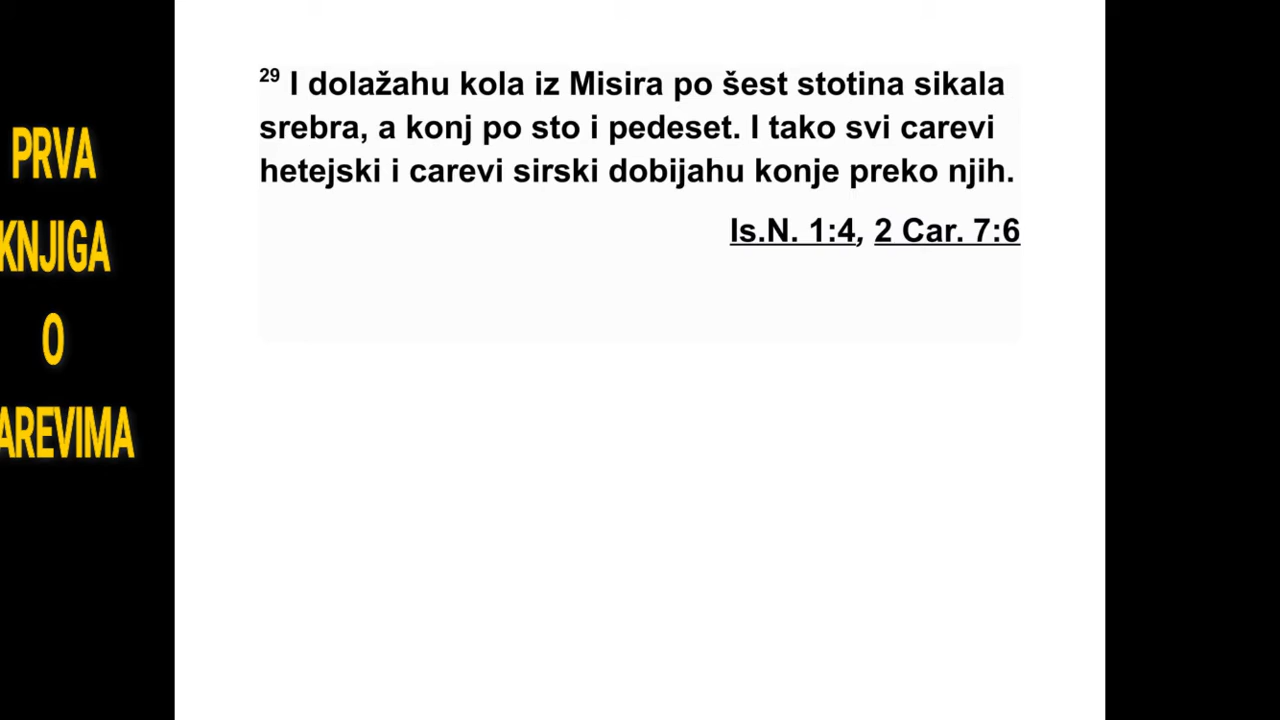 PRVA
KNJIGA
O
AREVIMA
29 I dolažahu kola iz Misira po šest stotina sikala
srebra, a konj po sto i pedeset. I tako svi carevi
hetejski i carevi sirski dobijahu konje preko njih.
Is.N. 1:4, 2 Car. 7:6